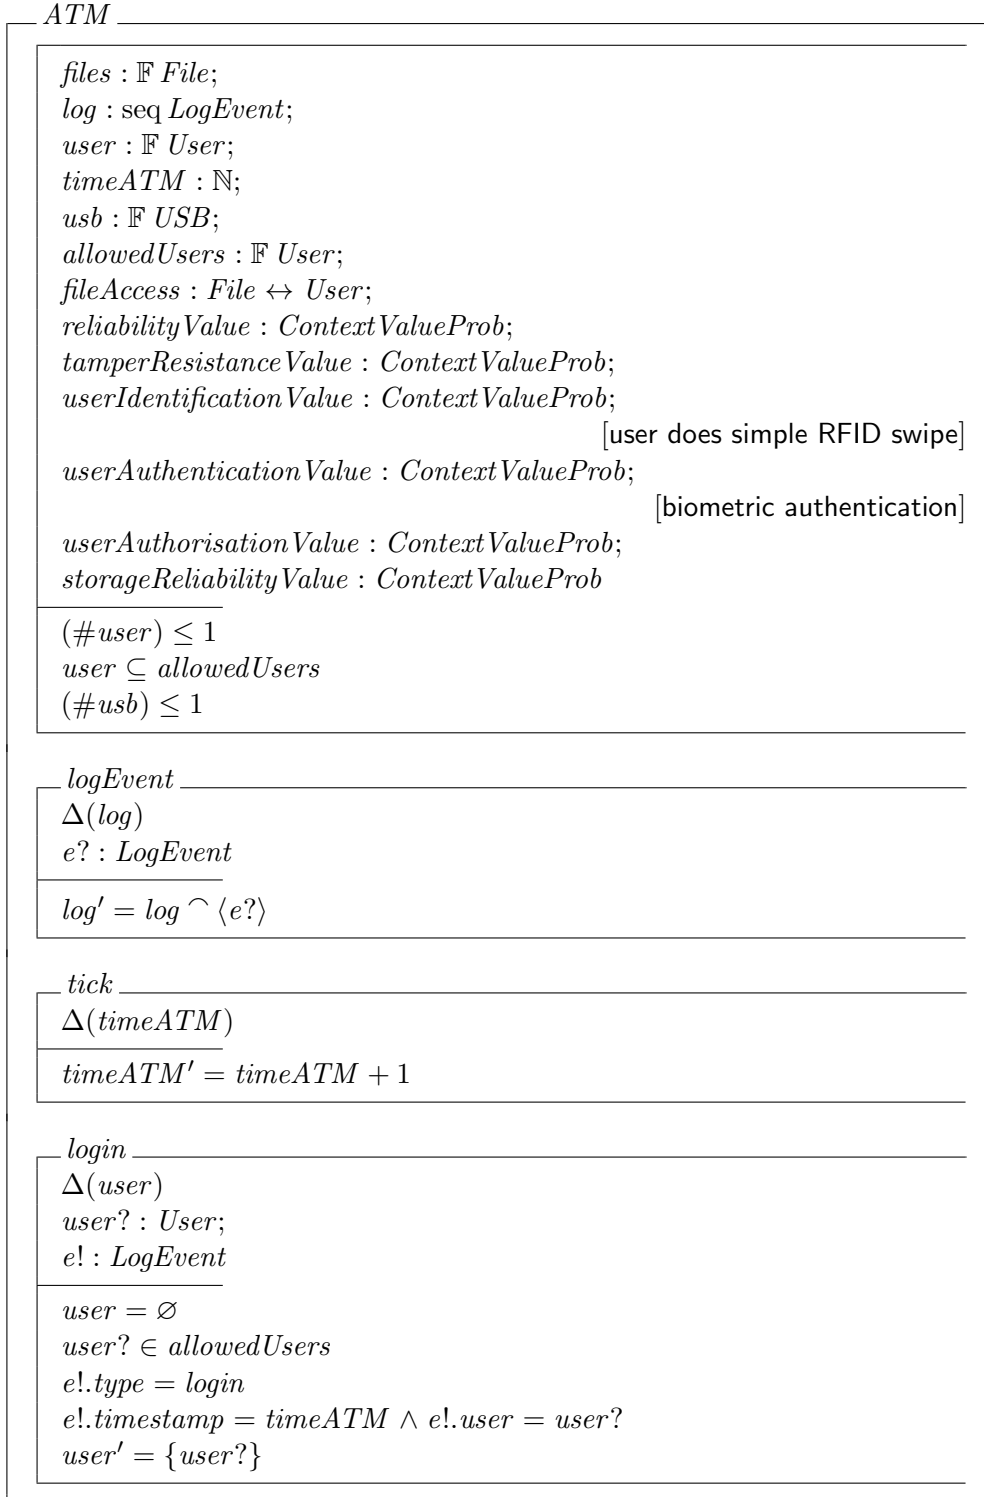 ATM
files : 𝔽 File;
log : seq LogEvent;
user : 𝔽 User;
timeATM : ℕ;
usb : 𝔽 USB;
allowedUsers : 𝔽 User;
fileAccess : File ↔ User;
reliabilityValue : ContextValueProb;
tamperResistanceValue : ContextValueProb;
userIdentificationValue : ContextValueProb;
[user does simple RFID swipe]
userAuthenticationValue : ContextValueProb;
[biometric authentication]
userAuthorisationValue : ContextValueProb;
storageReliabilityValue : ContextValueProb
(#user) ≤ 1
user ⊆ allowedUsers
(#usb) ≤ 1
logEvent
Δ(log)
e? : LogEvent
log′ = log ⌢ ⟨e?⟩
tick
Δ(timeATM)
timeATM′ = timeATM + 1
login
Δ(user)
user? : User;
e! : LogEvent
user = ∅
user? ∈ allowedUsers
e!.type = login
e!.timestamp = timeATM ∧ e!.user = user?
user′ = {user?}